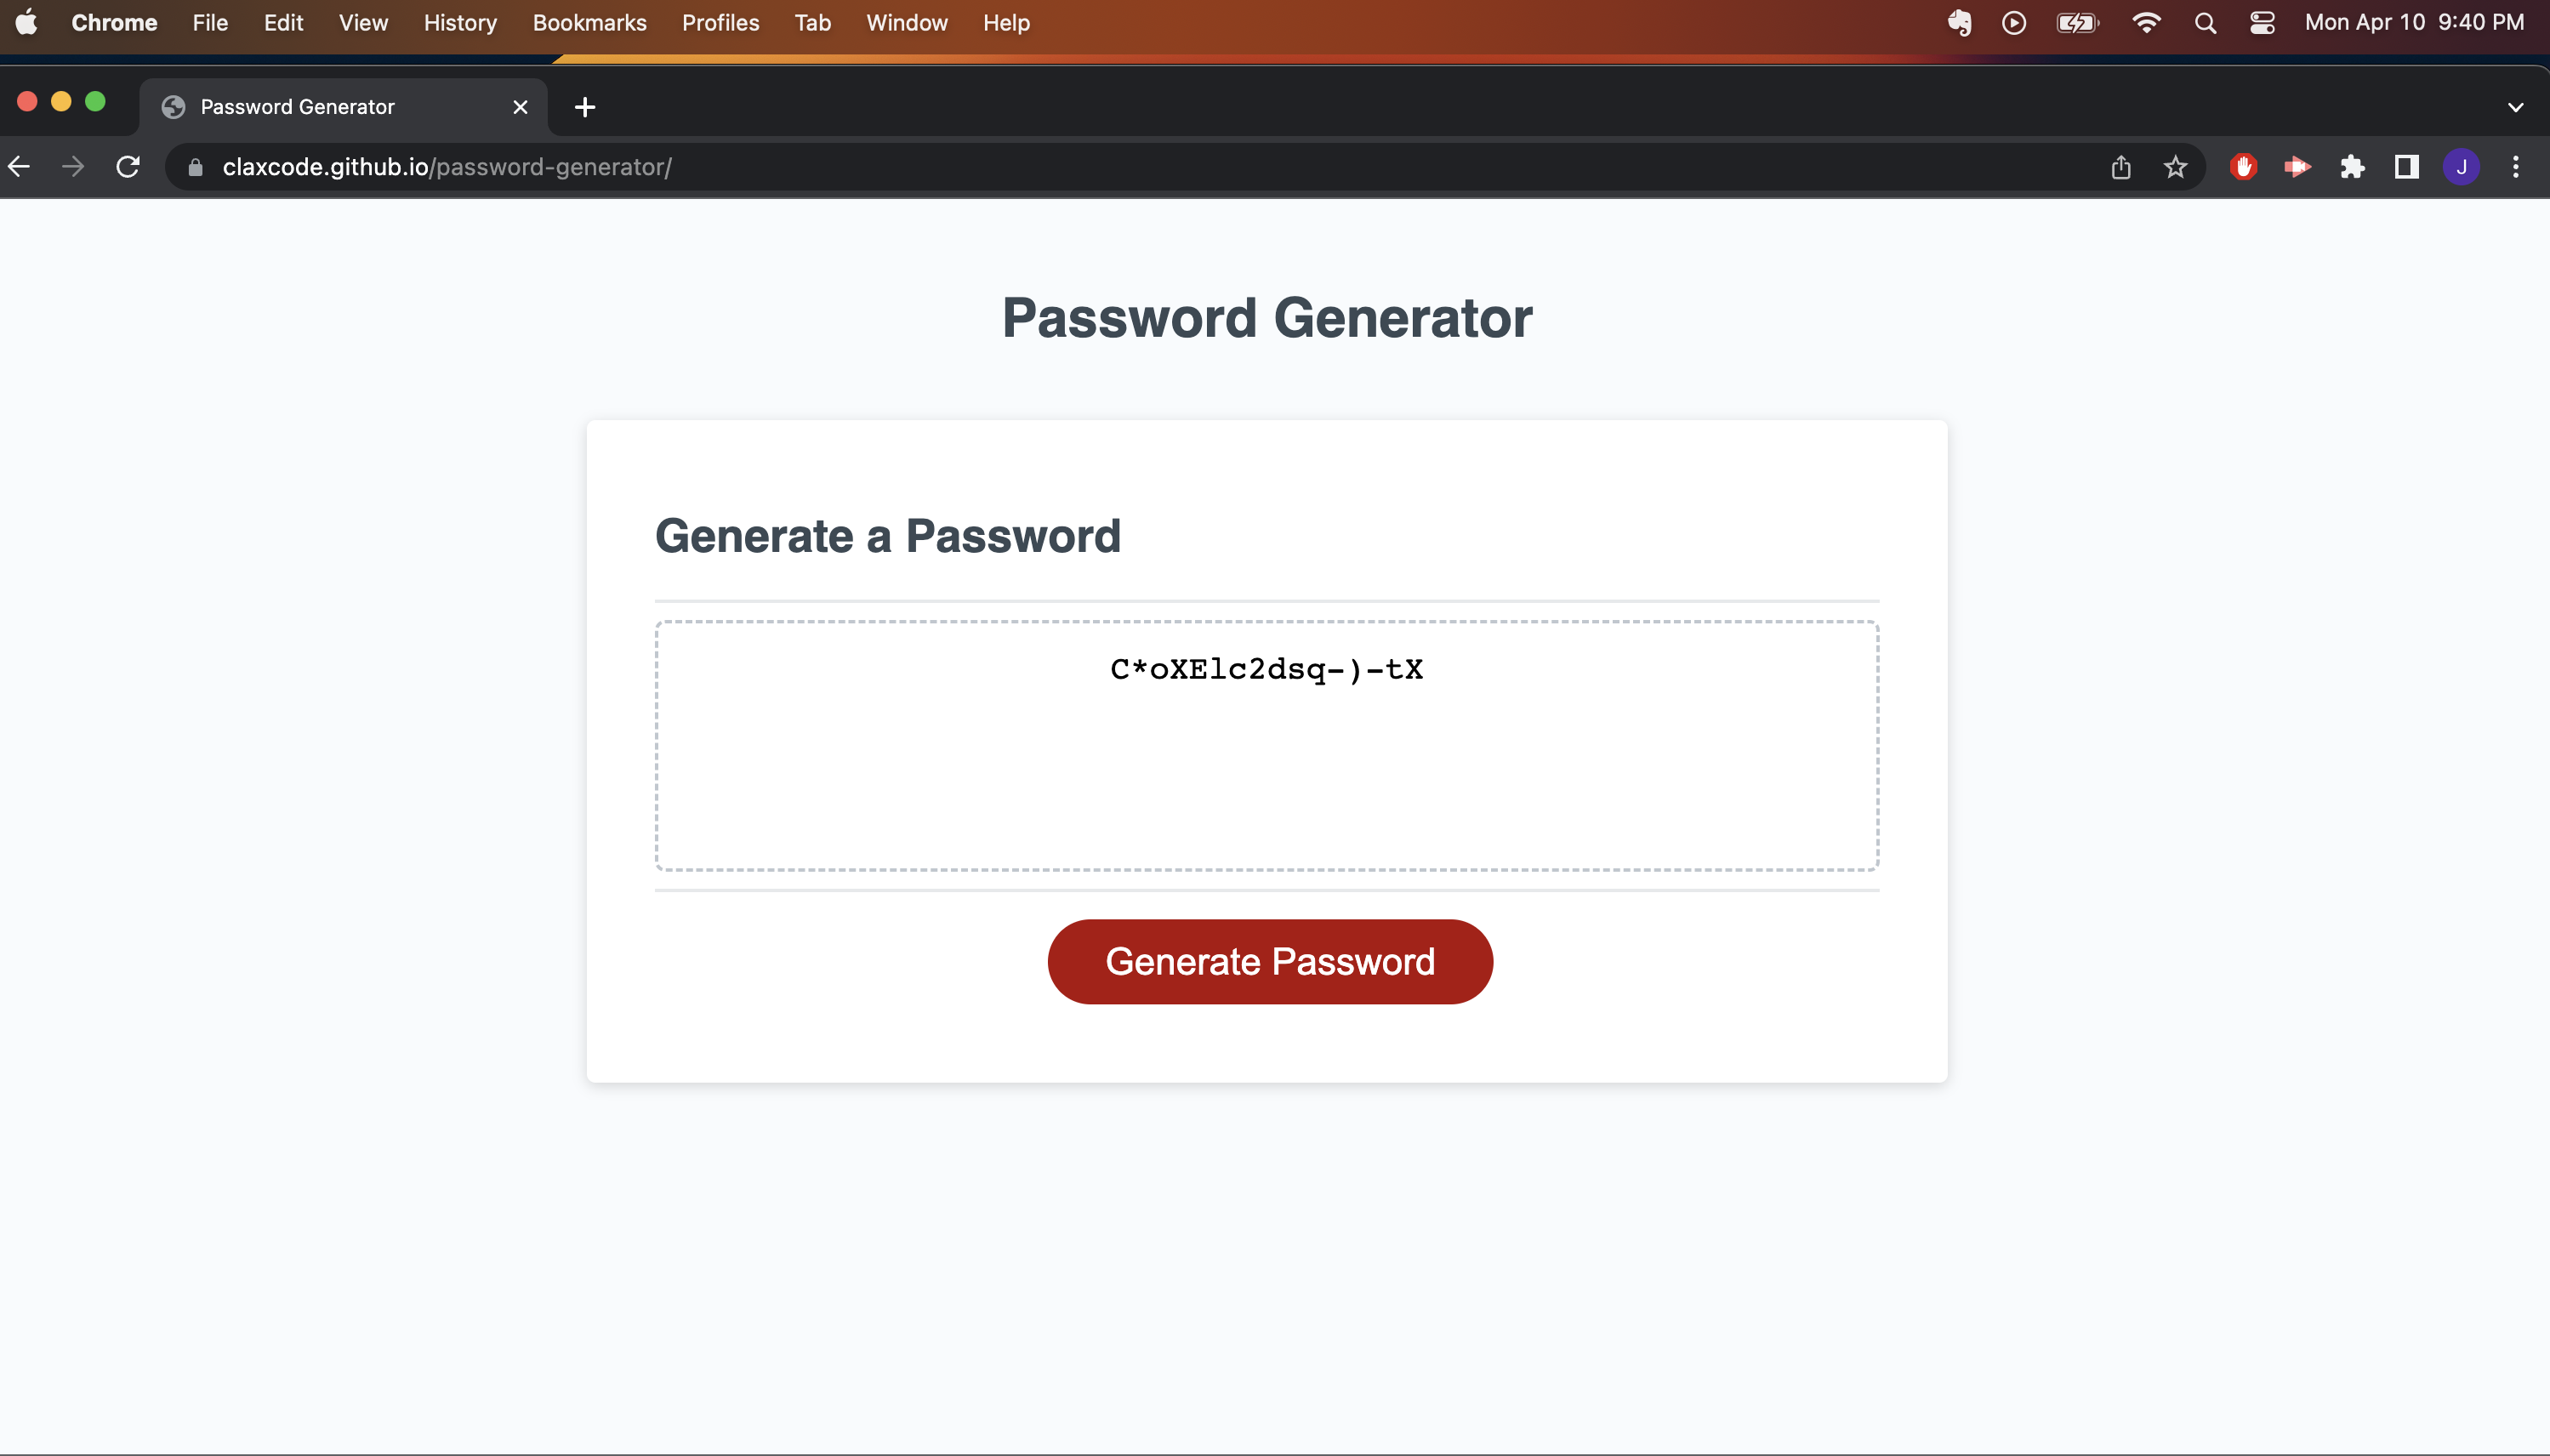 Chrome File Edit View History Bookmarks Profiles Tab Window Help Mon Apr 10 9:40 PM
Password Generator
claxcode.github.io/password-generator/ J
Password Generator
Generate a Password
C*oXElc2dsq-)-tX
Generate Password